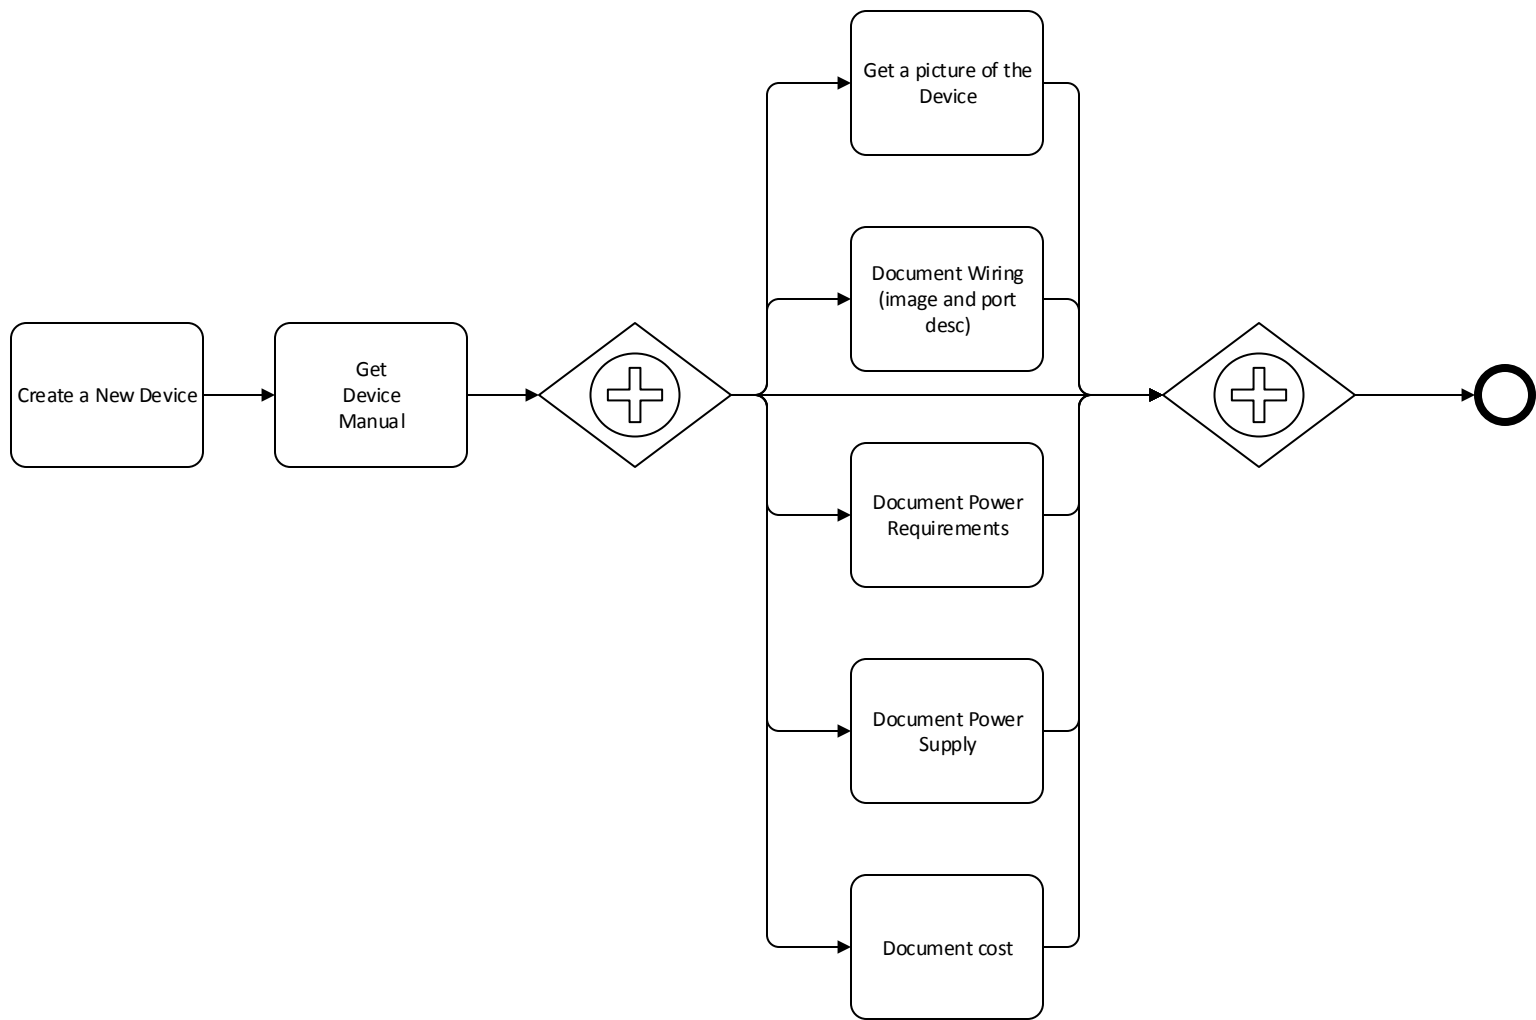 Create a New Device
Get
Device
Manual
Get a picture of the
Device
Document Wiring
(image and port
desc)
Document Power
Requirements
Document Power
Supply
Document cost